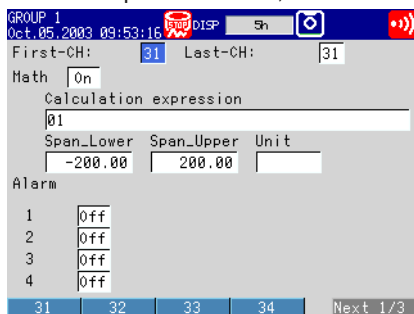 GROUP 1
Oct.05.2003 09:53:16 STOP DISP 5h
First-CH: 31 Last-CH: 31
Math On
Calculation expression
01
Span_Lower Span_Upper Unit
-200.00 200.00
Alarm
1 Off
2 Off
3 Off
4 Off
31 32 33 34 Next 1/3